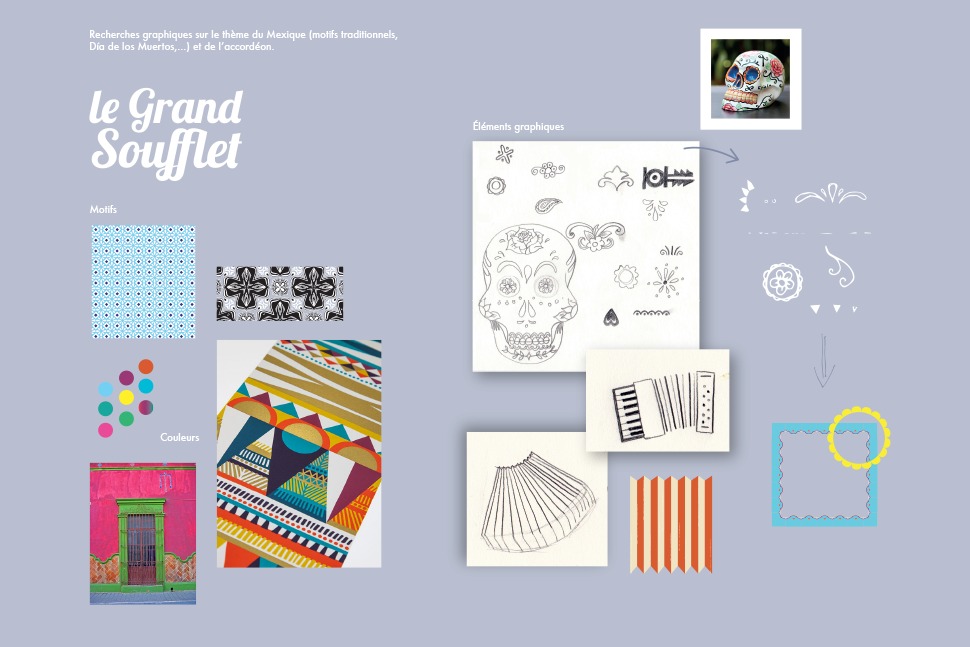 Recherches graphiques sur le thème du Mexique (motifs traditionnels,
Día de los Muertos,...) et de l'accordéon.
le Grand
Soufflet
Éléments graphiques
Motifs
Couleurs